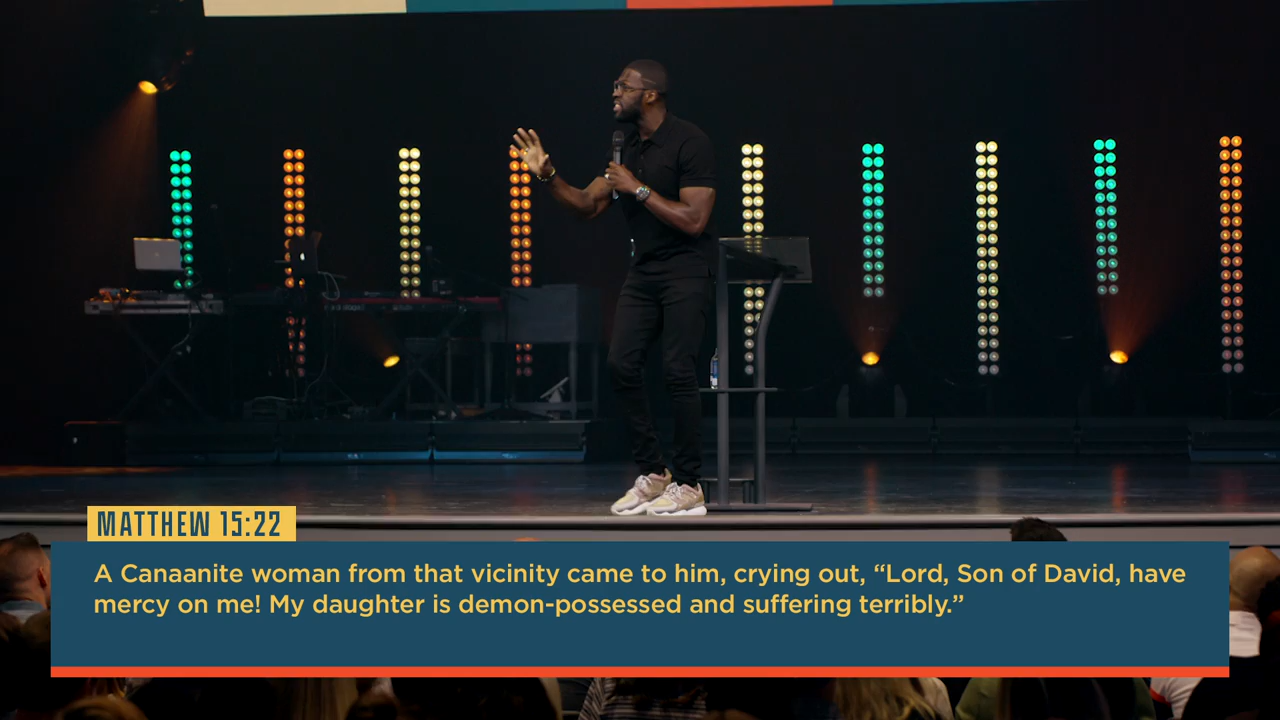 MATTHEW 15:22
A Canaanite woman from that vicinity came to him, crying out, “Lord, Son of David, have
mercy on me! My daughter is demon-possessed and suffering terribly.”